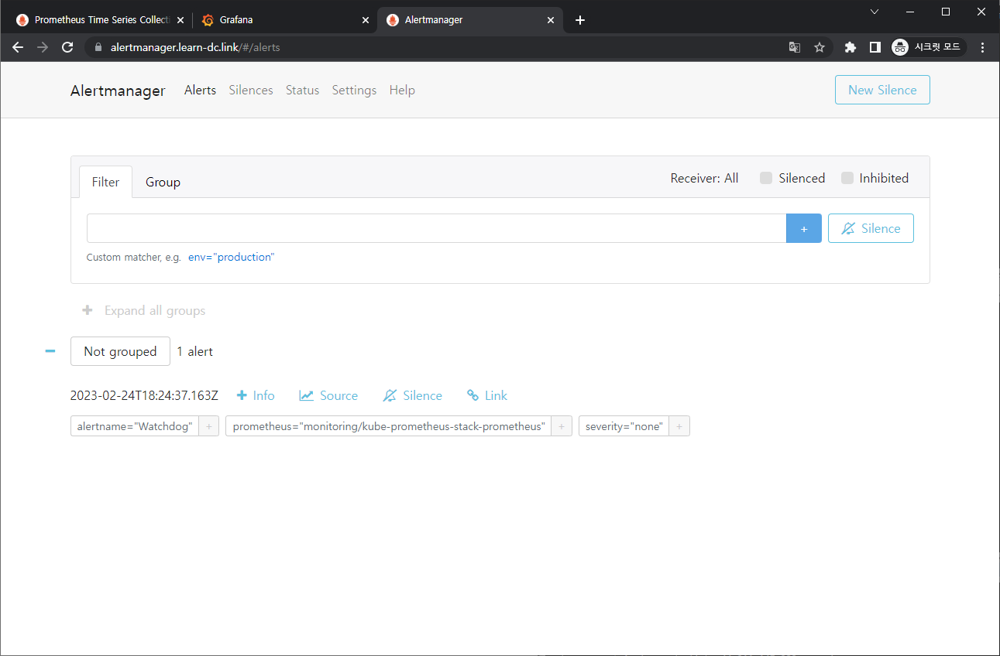 Prometheus Time Series Collecti
Grafana
Alertmanager
alertmanager.learn-dc.link/#/alerts
시크릿 모드
Alertmanager Alerts Silences Status Settings Help New Silence
Filter Group Receiver: All Silenced Inhibited
+ Silence
Custom matcher, e.g. env="production"
+ Expand all groups
− Not grouped 1 alert
2023-02-24T18:24:37.163Z + Info Source Silence Link
alertname="Watchdog" + prometheus="monitoring/kube-prometheus-stack-prometheus" + severity="none" +